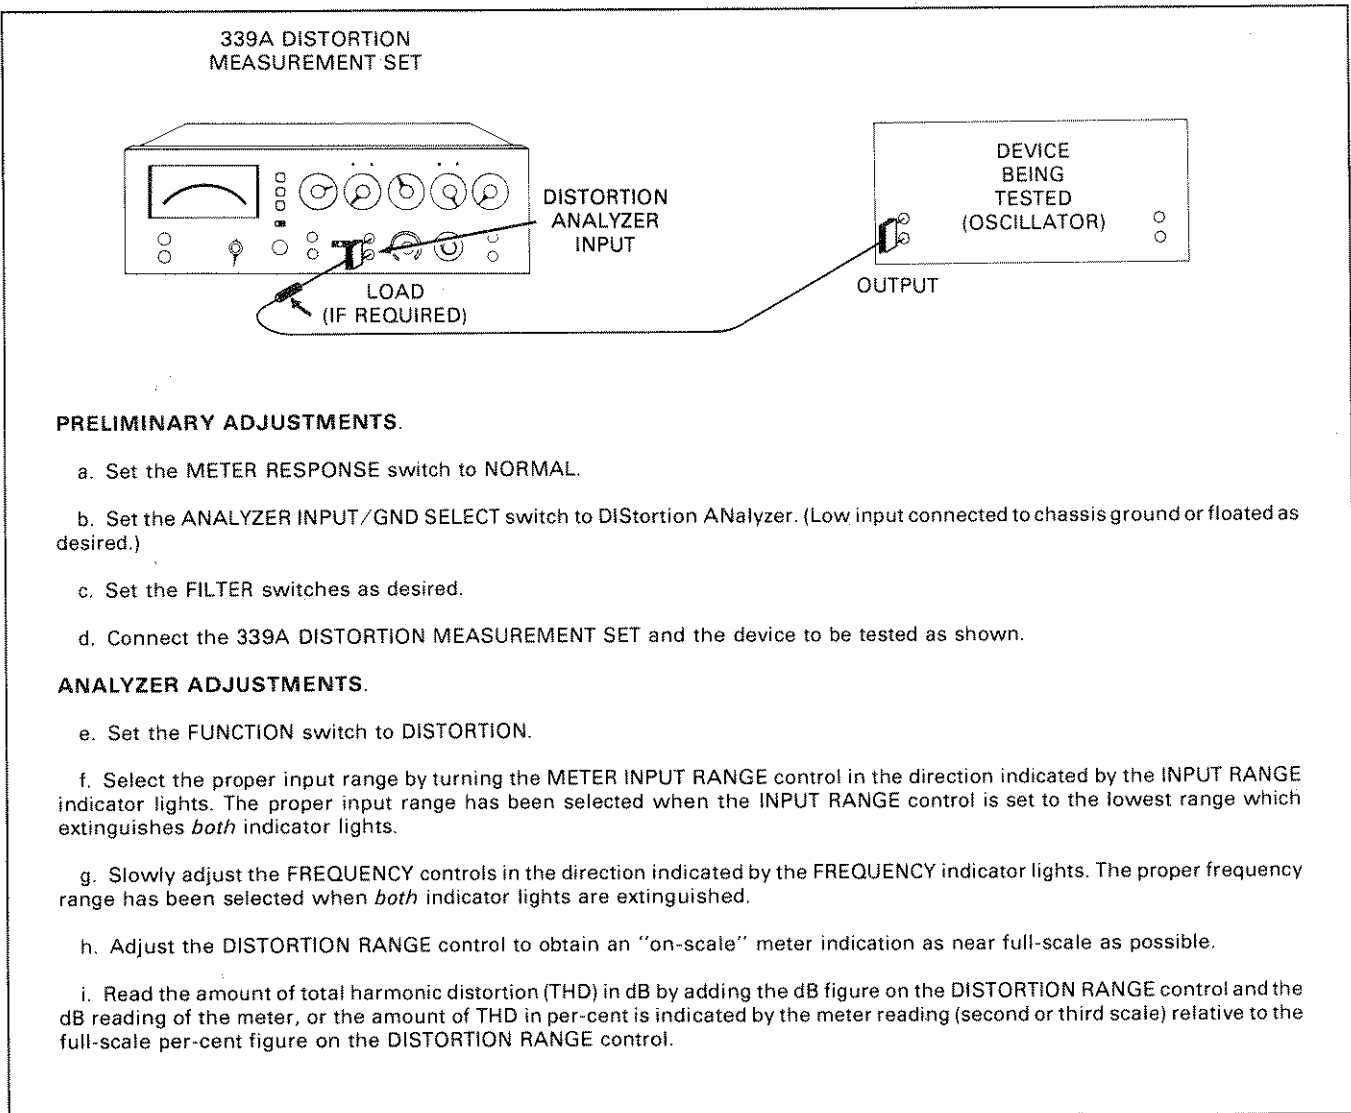 339A DISTORTION
MEASUREMENT SET
DISTORTION
ANALYZER
INPUT
LOAD
(IF REQUIRED)
DEVICE
BEING
TESTED
(OSCILLATOR)
OUTPUT
PRELIMINARY ADJUSTMENTS.
a. Set the METER RESPONSE switch to NORMAL.
b. Set the ANALYZER INPUT/GND SELECT switch to DIStortion ANalyzer. (Low input connected to chassis ground or floated as
desired.)
c. Set the FILTER switches as desired.
d. Connect the 339A DISTORTION MEASUREMENT SET and the device to be tested as shown.
ANALYZER ADJUSTMENTS.
e. Set the FUNCTION switch to DISTORTION.
f. Select the proper input range by turning the METER INPUT RANGE control in the direction indicated by the INPUT RANGE
indicator lights. The proper input range has been selected when the INPUT RANGE control is set to the lowest range which
extinguishes both indicator lights.
g. Slowly adjust the FREQUENCY controls in the direction indicated by the FREQUENCY indicator lights. The proper frequency
range has been selected when both indicator lights are extinguished.
h. Adjust the DISTORTION RANGE control to obtain an "on-scale" meter indication as near full-scale as possible.
i. Read the amount of total harmonic distortion (THD) in dB by adding the dB figure on the DISTORTION RANGE control and the
dB reading of the meter, or the amount of THD in per-cent is indicated by the meter reading (second or third scale) relative to the
full-scale per-cent figure on the DISTORTION RANGE control.